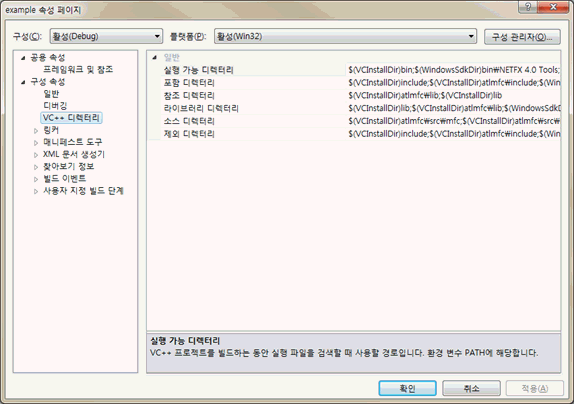 example 속성 페이지
구성(C): 활성(Debug) 플랫폼(P): 활성(Win32) 구성 관리자(O)...
공용 속성
프레임워크 및 참조
구성 속성
일반
디버깅
VC++ 디렉터리
링커
매니페스트 도구
XML 문서 생성기
찾아보기 정보
빌드 이벤트
사용자 지정 빌드 단계
일반
실행 가능 디렉터리 $(VCInstallDir)bin;$(WindowsSdkDir)bin\NETFX 4.0 Tools;
포함 디렉터리 $(VCInstallDir)include;$(VCInstallDir)atlmfc\include;$(Win
참조 디렉터리 $(VCInstallDir)atlmfc\lib;$(VCInstallDir)lib
라이브러리 디렉터리 $(VCInstallDir)lib;$(VCInstallDir)atlmfc\lib;$(WindowsSdkD
소스 디렉터리 $(VCInstallDir)atlmfc\src\mfc;$(VCInstallDir)atlmfc\src\
제외 디렉터리 $(VCInstallDir)include;$(VCInstallDir)atlmfc\include;$(Win
실행 가능 디렉터리
VC++ 프로젝트를 빌드하는 동안 실행 파일을 검색할 때 사용할 경로입니다. 환경 변수 PATH에 해당합니다.
확인 취소 적용(A)